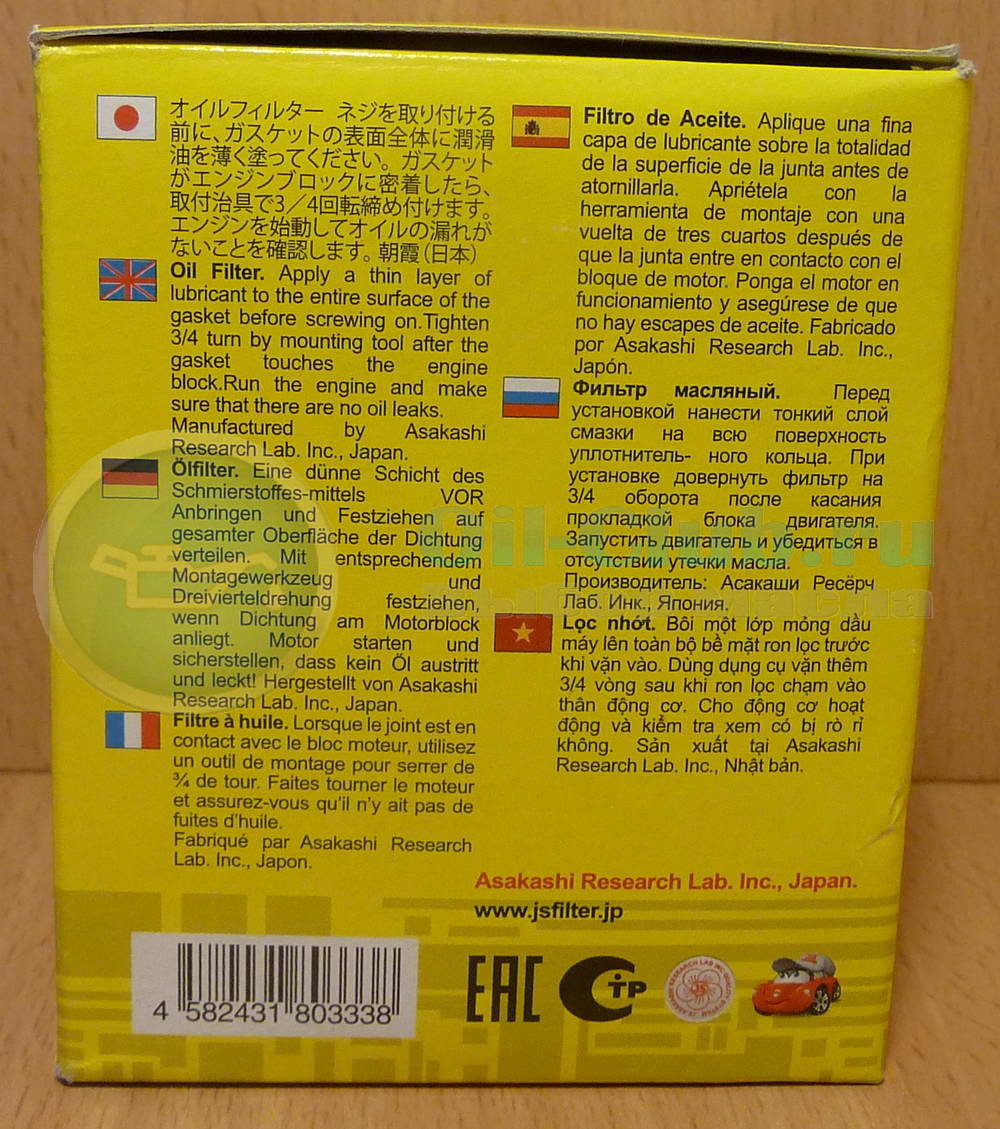 オイルフィルター ネジを取り付ける
前に、ガスケットの表面全体に潤滑
油を薄く塗ってください。ガスケット
がエンジンブロックに密着したら、
取付治具で3／4回転締め付けます。
エンジンを始動してオイルの漏れが
ないことを確認します。朝霞（日本）
Oil Filter. Apply a thin layer of
lubricant to the entire surface of the
gasket before screwing on.Tighten
3/4 turn by mounting tool after the
gasket touches the engine
block.Run the engine and make
sure that there are no oil leaks.
Manufactured by Asakashi
Research Lab. Inc., Japan.
Ölfilter. Eine dünne Schicht des
Schmierstoffes-mittels VOR
Anbringen und Festziehen auf
gesamter Oberfläche der Dichtung
verteilen. Mit entsprechendem
Montagewerkzeug und
Dreivierteldrehung festziehen,
wenn Dichtung am Motorblock
anliegt. Motor starten und
sicherstellen, dass kein Öl austritt
und leckt! Hergestellt von Asakashi
Research Lab. Inc., Japan.
Filtre à huile. Lorsque le joint est en
contact avec le bloc moteur, utilisez
un outil de montage pour serrer de
¾ de tour. Faites tourner le moteur
et assurez-vous qu'il n'y ait pas de
fuites d'huile.
Fabriqué par Asakashi Research
Lab. Inc., Japon.
Filtro de Aceite. Aplique una fina
capa de lubricante sobre la totalidad
de la superficie de la junta antes de
atornillarla. Apriétela con la
herramienta de montaje con una
vuelta de tres cuartos después de
que la junta entre en contacto con el
bloque de motor. Ponga el motor en
funcionamiento y asegúrese de que
no hay escapes de aceite. Fabricado
por Asakashi Research Lab. Inc.,
Japón.
Фильтр масляный. Перед
установкой нанести тонкий слой
смазки на всю поверхность
уплотнитель- ного кольца. При
установке довернуть фильтр на
3/4 оборота после касания
прокладкой блока двигателя.
Запустить двигатель и убедиться в
отсутствии утечки масла.
Производитель: Асакаши Ресёрч
Лаб. Инк., Япония.
Lọc nhớt. Bôi một lớp mỏng dầu
máy lên toàn bộ bề mặt ron lọc trước
khi vặn vào. Dùng dụng cụ vặn thêm
3/4 vòng sau khi ron lọc chạm vào
thân động cơ. Cho động cơ hoạt
động và kiểm tra xem có bị rò rỉ
không. Sản xuất tại Asakashi
Research Lab. Inc., Nhật bản.
Asakashi Research Lab. Inc., Japan.
www.jsfilter.jp
4 582431 803338
EAC
СТР
JS
Oil-Club.ru